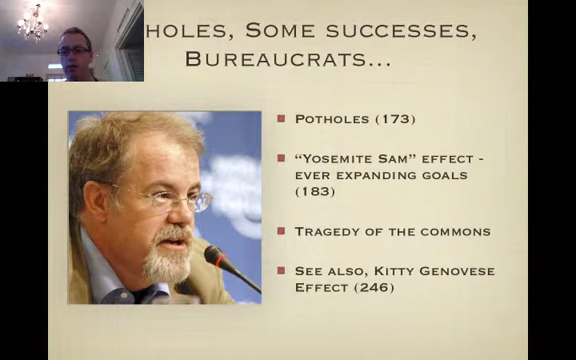 HOLES, SOME SUCCESSES,
BUREAUCRATS...
POTHOLES (173)
"YOSEMITE SAM" EFFECT -
EVER EXPANDING GOALS
(183)
TRAGEDY OF THE COMMONS
SEE ALSO, KITTY GENOVESE
EFFECT (246)